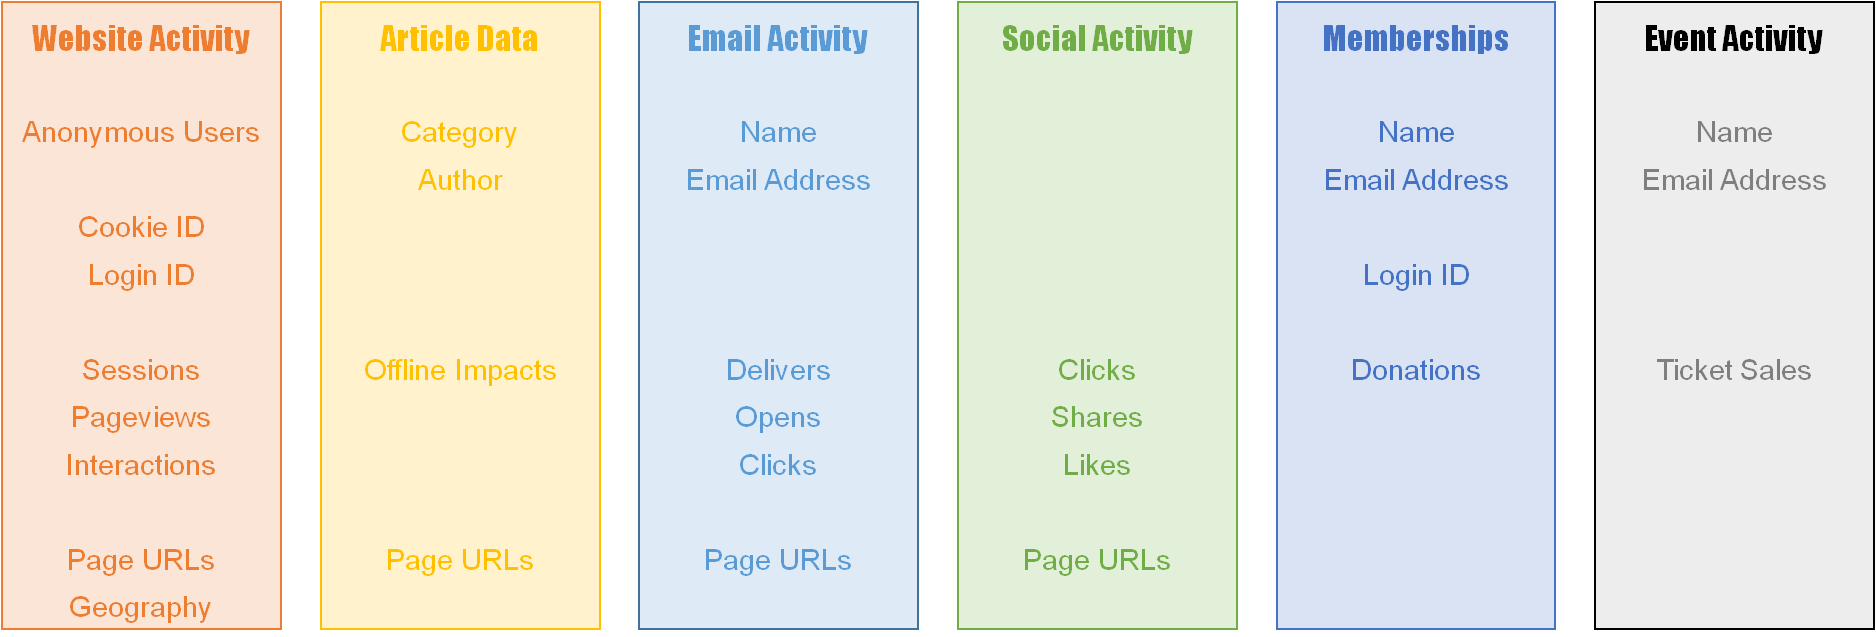 Website Activity
Anonymous Users
Cookie ID
Login ID
Sessions
Pageviews
Interactions
Page URLs
Geography
Article Data
Category
Author
Offline Impacts
Page URLs
Email Activity
Name
Email Address
Delivers
Opens
Clicks
Page URLs
Social Activity
Clicks
Shares
Likes
Page URLs
Memberships
Name
Email Address
Login ID
Donations
Event Activity
Name
Email Address
Ticket Sales